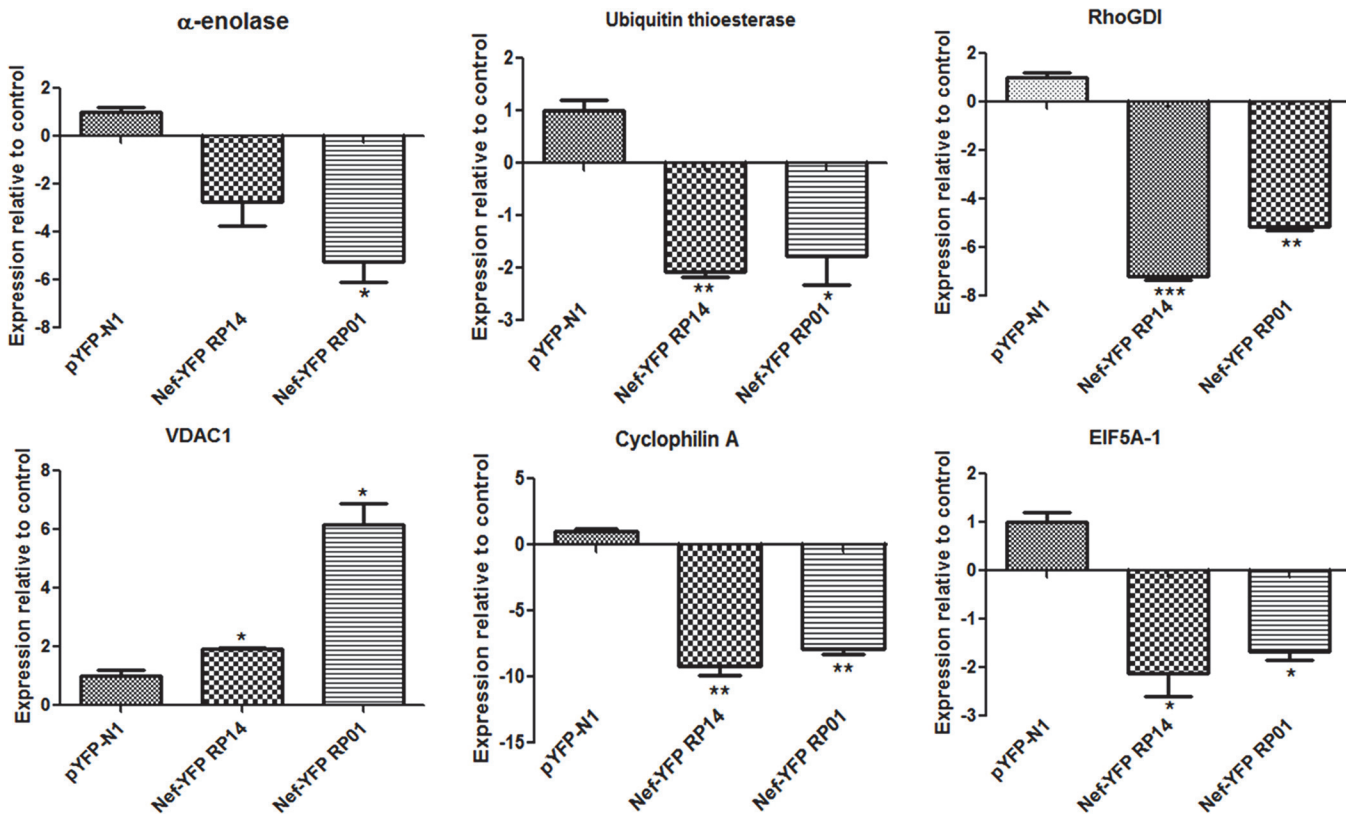 α-enolase
Expression relative to control
2
0
-2
-4
-6
-8
*
pYFP-N1
Nef-YFP RP14
Nef-YFP RP01
Ubiquitin thioesterase
Expression relative to control
2
1
0
-1
-2
-3
**
*
pYFP-N1
Nef-YFP RP14
Nef-YFP RP01
RhoGDI
Expression relative to control
2
0
-2
-4
-6
-8
***
**
pYFP-N1
Nef-YFP RP14
Nef-YFP RP01
VDAC1
Expression relative to control
8
6
4
2
0
*
*
pYFP-N1
Nef-YFP RP14
Nef-YFP RP01
Cyclophilin A
Expression relative to control
5
0
-5
-10
-15
**
**
pYFP-N1
Nef-YFP RP14
Nef-YFP RP01
EIF5A-1
Expression relative to control
2
1
0
-1
-2
-3
*
*
pYFP-N1
Nef-YFP RP14
Nef-YFP RP01